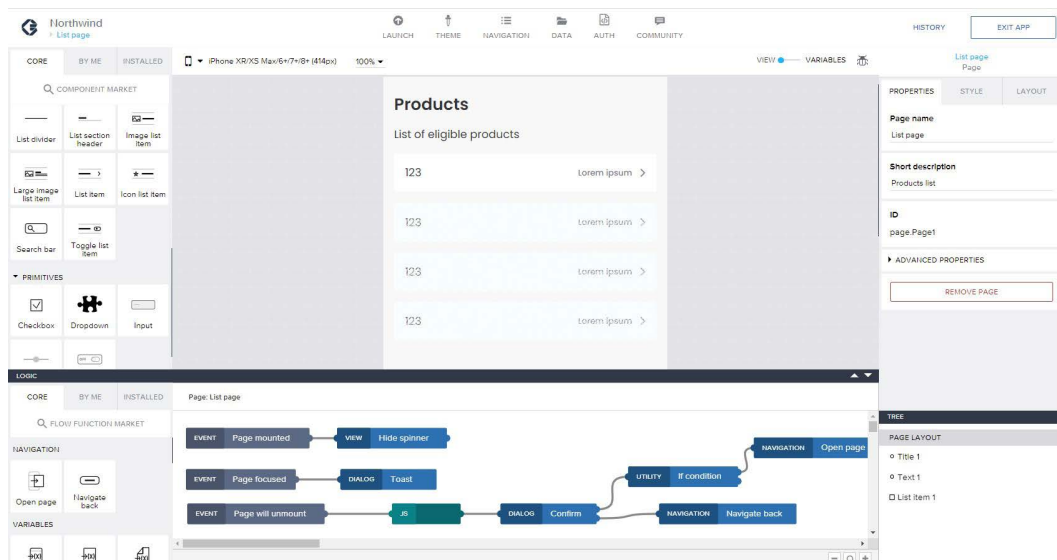 Northwind
List page
LAUNCH
THEME
NAVIGATION
DATA
AUTH
COMMUNITY
HISTORY
EXIT APP
CORE
BY ME
INSTALLED
iPhone XR/XS Max/6+/7+/8+ (414px)
100%
VIEW
VARIABLES
List page
Page
COMPONENT MARKET
List divider
List section
header
Image list
item
Large image
list item
List item
Icon list item
Search bar
Toggle list
item
PRIMITIVES
Checkbox
Dropdown
Input
Products
List of eligible products
123 Lorem ipsum
123 Lorem ipsum
123 Lorem ipsum
123 Lorem ipsum
PROPERTIES
STYLE
LAYOUT
Page name
List page
Short description
Products list
ID
page.Page1
ADVANCED PROPERTIES
REMOVE PAGE
LOGIC
CORE
BY ME
INSTALLED
Page: List page
FLOW FUNCTION MARKET
NAVIGATION
Open page
Navigate
back
VARIABLES
EVENT Page mounted
VIEW Hide spinner
NAVIGATION Open page
EVENT Page focused
DIALOG Toast
UTILITY If condition
EVENT Page will unmount
JS
DIALOG Confirm
NAVIGATION Navigate back
TREE
PAGE LAYOUT
Title 1
Text 1
List item 1